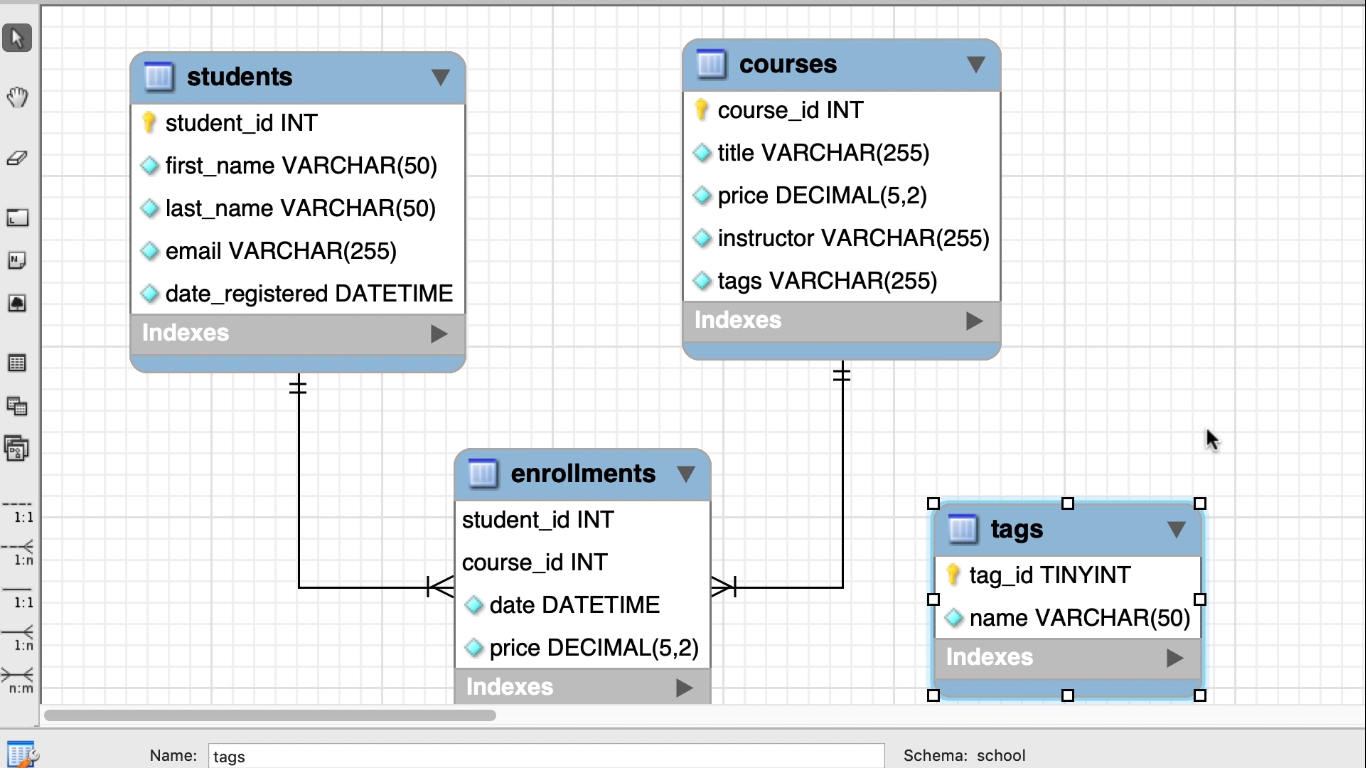 students
student_id INT
first_name VARCHAR(50)
last_name VARCHAR(50)
email VARCHAR(255)
date_registered DATETIME
Indexes
courses
course_id INT
title VARCHAR(255)
price DECIMAL(5,2)
instructor VARCHAR(255)
tags VARCHAR(255)
Indexes
enrollments
student_id INT
course_id INT
date DATETIME
price DECIMAL(5,2)
Indexes
tags
tag_id TINYINT
name VARCHAR(50)
Indexes
1:1
1:n
1:1
1:n
n:m
Name: tags
Schema: school